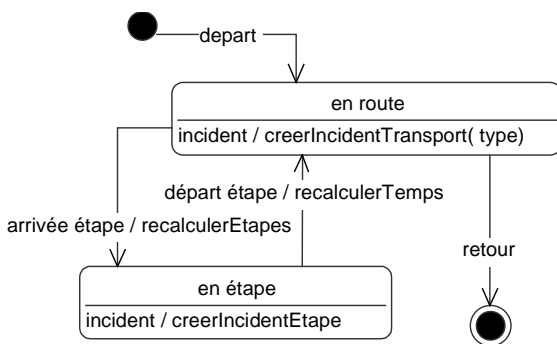 depart
en route
incident / creerIncidentTransport( type)
départ étape / recalculerTemps
arrivée étape / recalculerEtapes
retour
en étape
incident / creerIncidentEtape